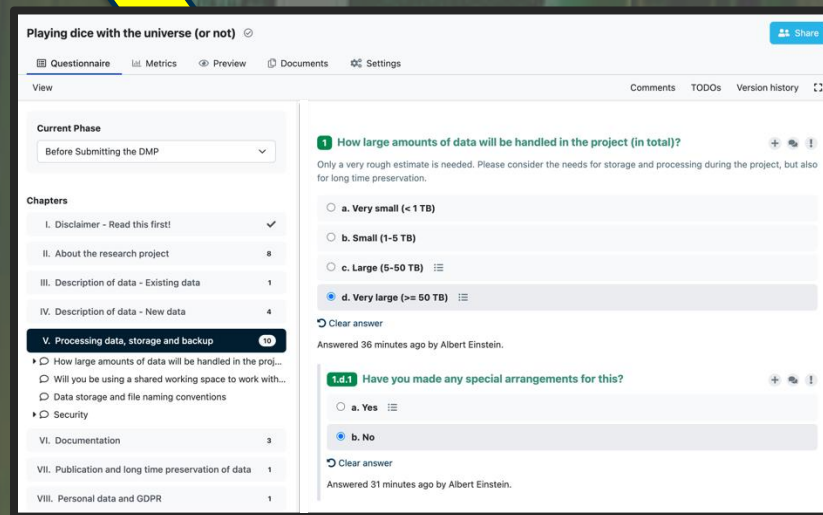 Playing dice with the universe (or not)
Share
Questionnaire Metrics Preview Documents Settings
View
Comments TODOs Version history
Current Phase
Before Submitting the DMP
Chapters
I. Disclaimer - Read this first!
II. About the research project 8
III. Description of data - Existing data 1
IV. Description of data - New data 4
V. Processing data, storage and backup 10
How large amounts of data will be handled in the proj...
Will you be using a shared working space to work with...
Data storage and file naming conventions
Security
VI. Documentation 3
VII. Publication and long time preservation of data 1
VIII. Personal data and GDPR 1
1 How large amounts of data will be handled in the project (in total)?
Only a very rough estimate is needed. Please consider the needs for storage and processing during the project, but also
for long time preservation.
a. Very small (< 1 TB)
b. Small (1-5 TB)
c. Large (5-50 TB)
d. Very large (>= 50 TB)
Clear answer
Answered 36 minutes ago by Albert Einstein.
1.d.1 Have you made any special arrangements for this?
a. Yes
b. No
Clear answer
Answered 31 minutes ago by Albert Einstein.